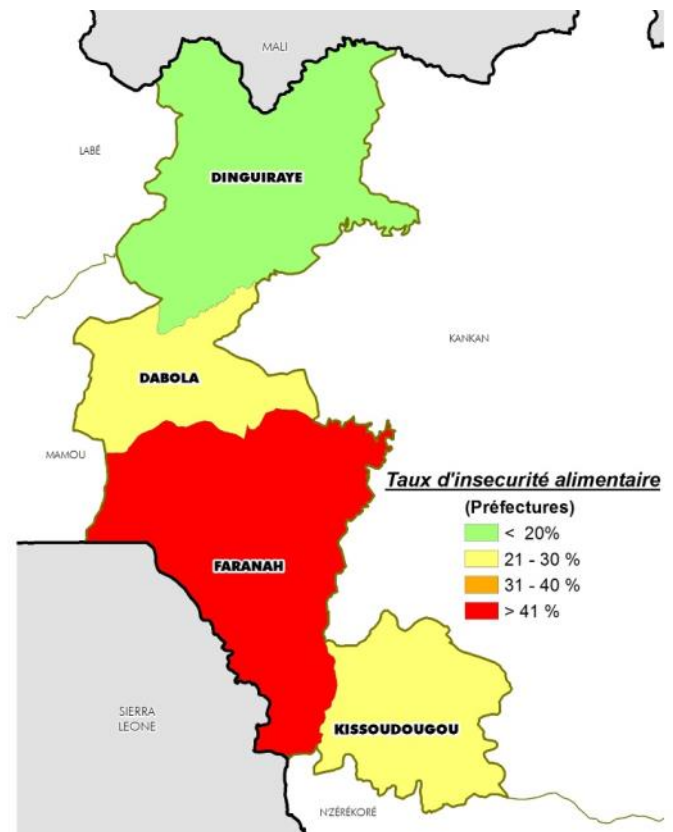 MALI
LABÉ
DINGUIRAYE
KANKAN
DABOLA
MAMOU
Taux d'insecurité alimentaire
(Préfectures)
< 20%
21 - 30 %
31 - 40 %
> 41 %
FARANAH
SIERRA
LEONE
KISSOUDOUGOU
N'ZÉRÉKORÉ